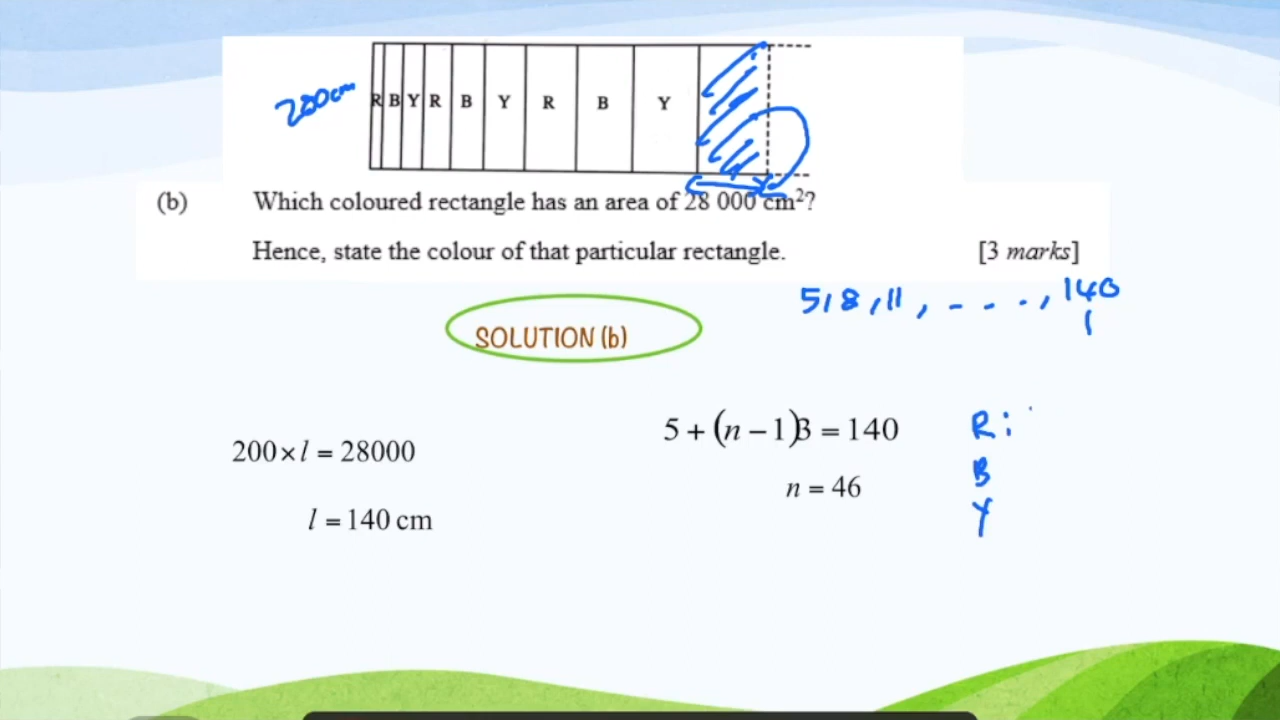 200cm
R B Y R B Y R B Y
(b) Which coloured rectangle has an area of 28 000 cm²?
Hence, state the colour of that particular rectangle. [3 marks]
5, 8, 11, - - ., 140
SOLUTION (b)
5 + (n − 1)3 = 140
R :
200 × l = 28000
B
n = 46
l = 140 cm
Y